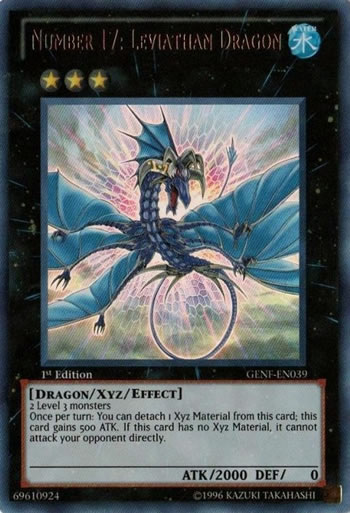 NUMBER 17: LEVIATHAN DRAGON
WATER
水
17
1st Edition
GENF-EN039
[DRAGON/XYZ/EFFECT]
2 Level 3 monsters
Once per turn: You can detach 1 Xyz Material from this card; this
card gains 500 ATK. If this card has no Xyz Material, it cannot
attack your opponent directly.
ATK/2000 DEF/ 0
69610924
©1996 KAZUKI TAKAHASHI